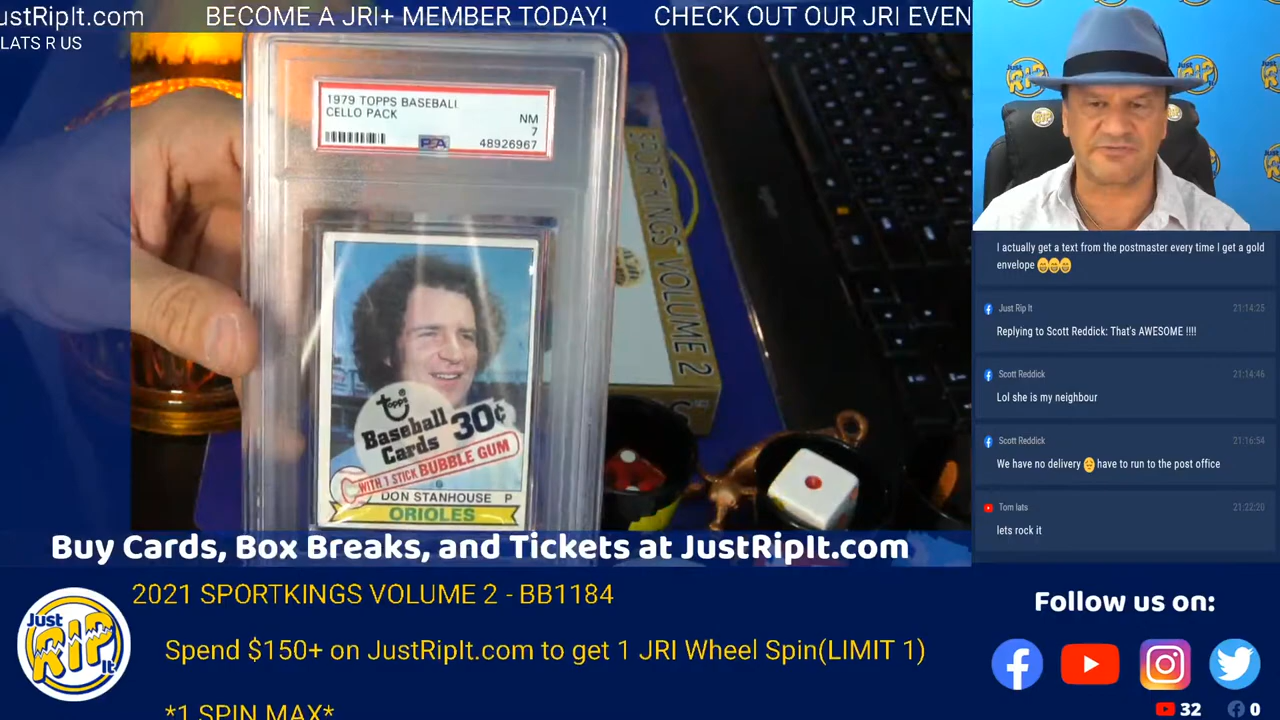 ustRipIt.com BECOME A JRI+ MEMBER TODAY! CHECK OUT OUR JRI EVEN
LATS R US
1979 TOPPS BASEBALL
CELLO PACK
NM
7
PSA
48926967
SPORTKINGS VOLUME 2
Topps
Baseball
Cards
30¢
WITH 1 STICK BUBBLE GUM
DON STANHOUSE P
ORIOLES
Just
RIP
I actually get a text from the postmaster every time I get a gold
envelope 😁😁😁
Just Rip It 21:14:25
Replying to Scott Reddick: That's AWESOME !!!!
Scott Reddick 21:14:46
Lol she is my neighbour
Scott Reddick 21:16:54
We have no delivery 😔 have to run to the post office
Tom lats 21:22:20
lets rock it
Buy Cards, Box Breaks, and Tickets at JustRipIt.com
Just
RIP
It
2021 SPORTKINGS VOLUME 2 - BB1184
Spend $150+ on JustRipIt.com to get 1 JRI Wheel Spin(LIMIT 1)
*1 SPIN MAX*
Follow us on:
32
0